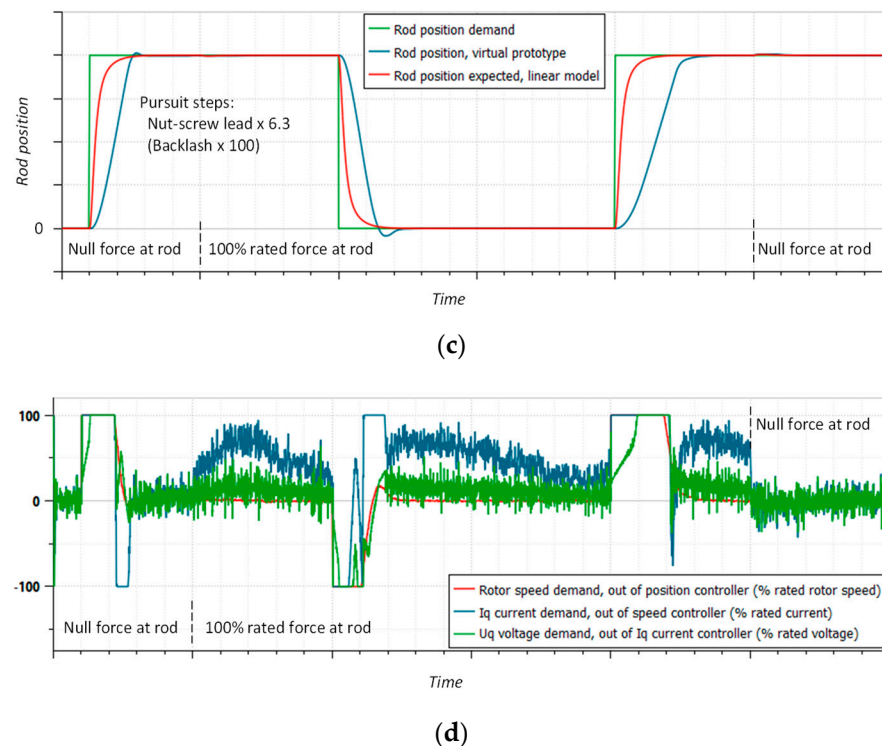 Rod position demand
Rod position, virtual prototype
Rod position expected, linear model
Pursuit steps:
Nut-screw lead x 6.3
(Backlash x 100)
Rod position
0
Null force at rod
100% rated force at rod
Null force at rod
Time
(c)
100
50
0
-50
-100
Null force at rod
Rotor speed demand, out of position controller (% rated rotor speed)
Iq current demand, out of speed controller (% rated current)
Uq voltage demand, out of Iq current controller (% rated voltage)
Null force at rod
100% rated force at rod
Time
(d)